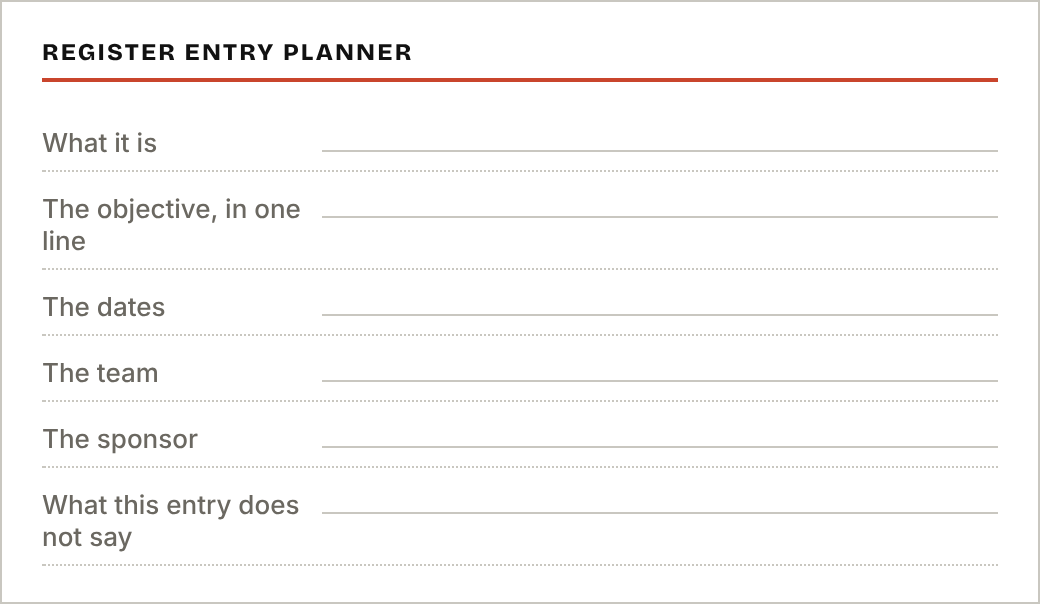 REGISTER ENTRY PLANNER
What it is
The objective, in one
line
The dates
The team
The sponsor
What this entry does
not say